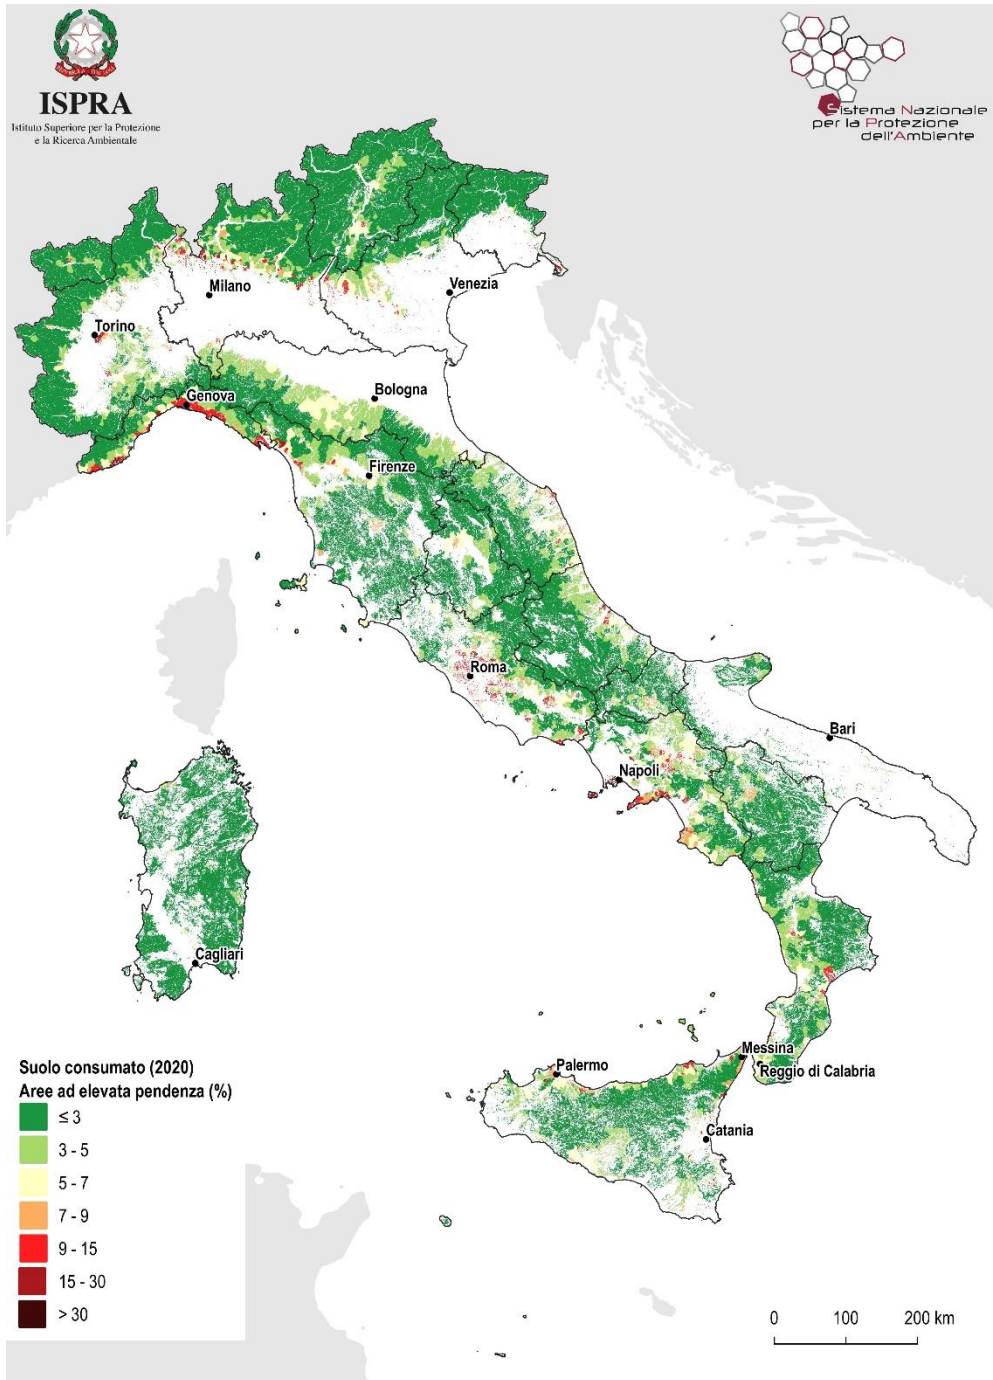 ISPRA
Istituto Superiore per la Protezione
e la Ricerca Ambientale
Sistema Nazionale
per la Protezione
dell'Ambiente
Milano
Venezia
Torino
Genova
Bologna
Firenze
Roma
Bari
Napoli
Cagliari
Messina
Palermo
Reggio di Calabria
Catania
Suolo consumato (2020)
Aree ad elevata pendenza (%)
≤ 3
3 - 5
5 - 7
7 - 9
9 - 15
15 - 30
> 30
0 100 200 km